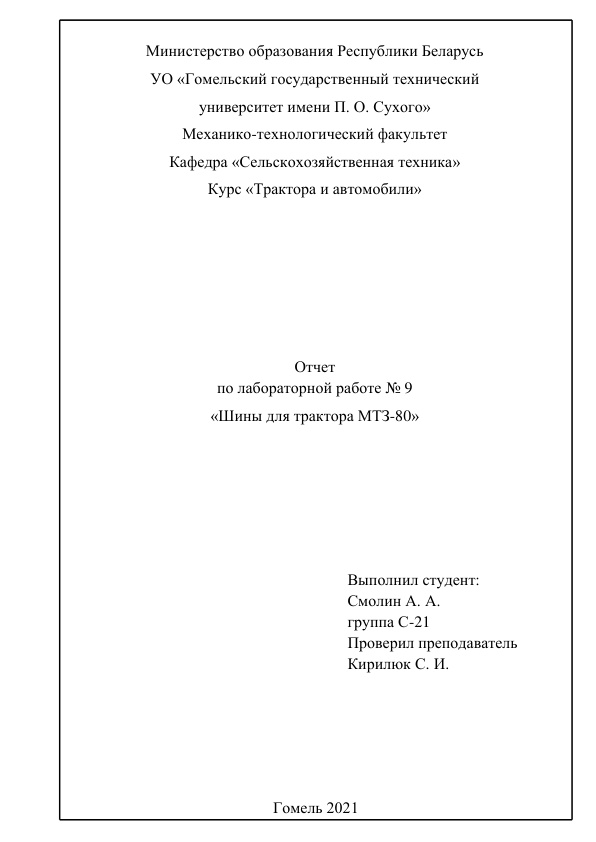 Министерство образования Республики Беларусь
УО «Гомельский государственный технический
университет имени П. О. Сухого»
Механико-технологический факультет
Кафедра «Сельскохозяйственная техника»
Курс «Трактора и автомобили»
Отчет
по лабораторной работе № 9
«Шины для трактора МТЗ-80»
Выполнил студент:
Смолин А. А.
группа С-21
Проверил преподаватель
Кирилюк С. И.
Гомель 2021